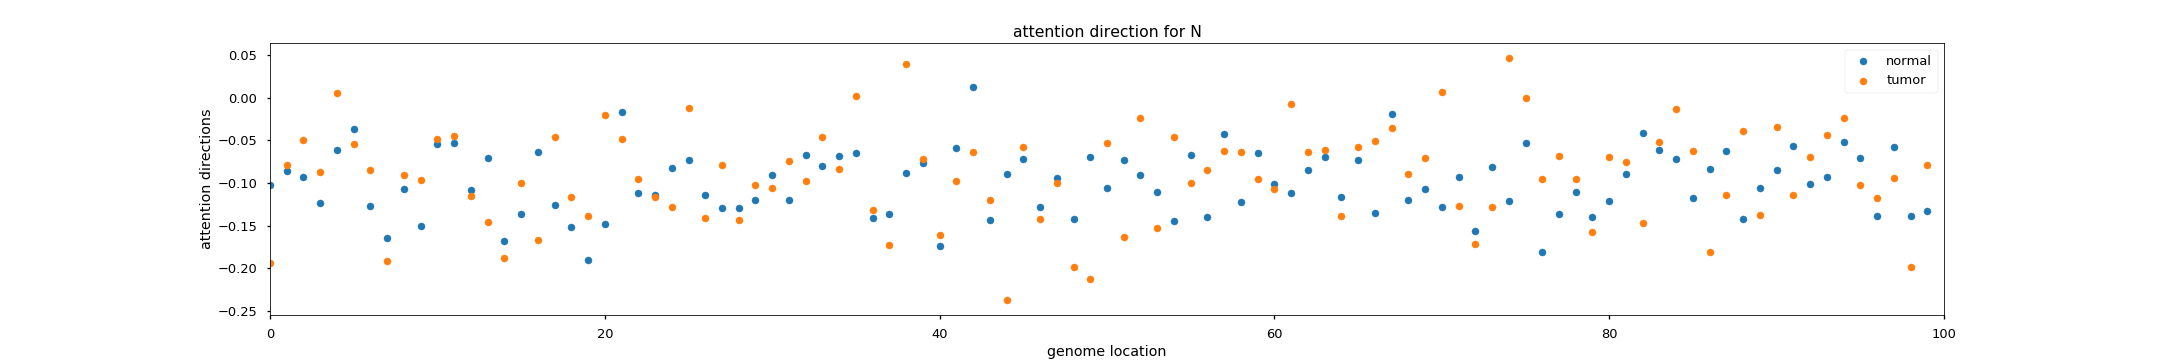 attention direction for N
0.05
0.00
−0.05
−0.10
−0.15
−0.20
−0.25
attention directions
normal
tumor
0 20 40 60 80 100
genome location